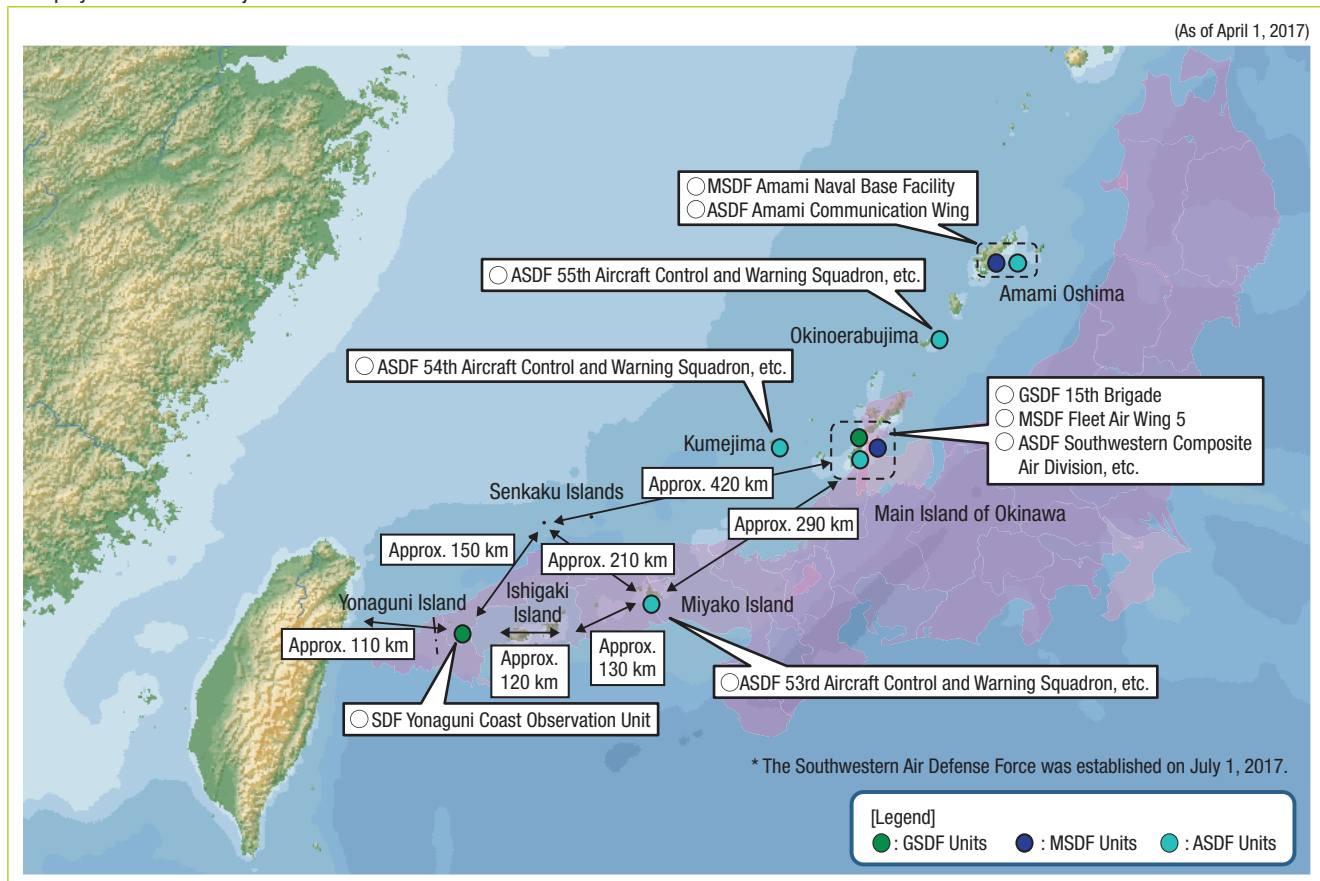 (As of April 1, 2017)
○MSDF Amami Naval Base Facility
○ASDF Amami Communication Wing
Amami Oshima
○ASDF 55th Aircraft Control and Warning Squadron, etc.
Okinoerabujima
○ASDF 54th Aircraft Control and Warning Squadron, etc.
Kumejima
○GSDF 15th Brigade
○MSDF Fleet Air Wing 5
○ASDF Southwestern Composite
Air Division, etc.
Main Island of Okinawa
Approx. 420 km
Senkaku Islands
Approx. 290 km
Approx. 150 km
Approx. 210 km
Yonaguni Island
Ishigaki
Island
Miyako Island
Approx. 110 km
Approx.
120 km
Approx.
130 km
○ASDF 53rd Aircraft Control and Warning Squadron, etc.
○SDF Yonaguni Coast Observation Unit
* The Southwestern Air Defense Force was established on July 1, 2017.
[Legend]
: GSDF Units
: MSDF Units
: ASDF Units